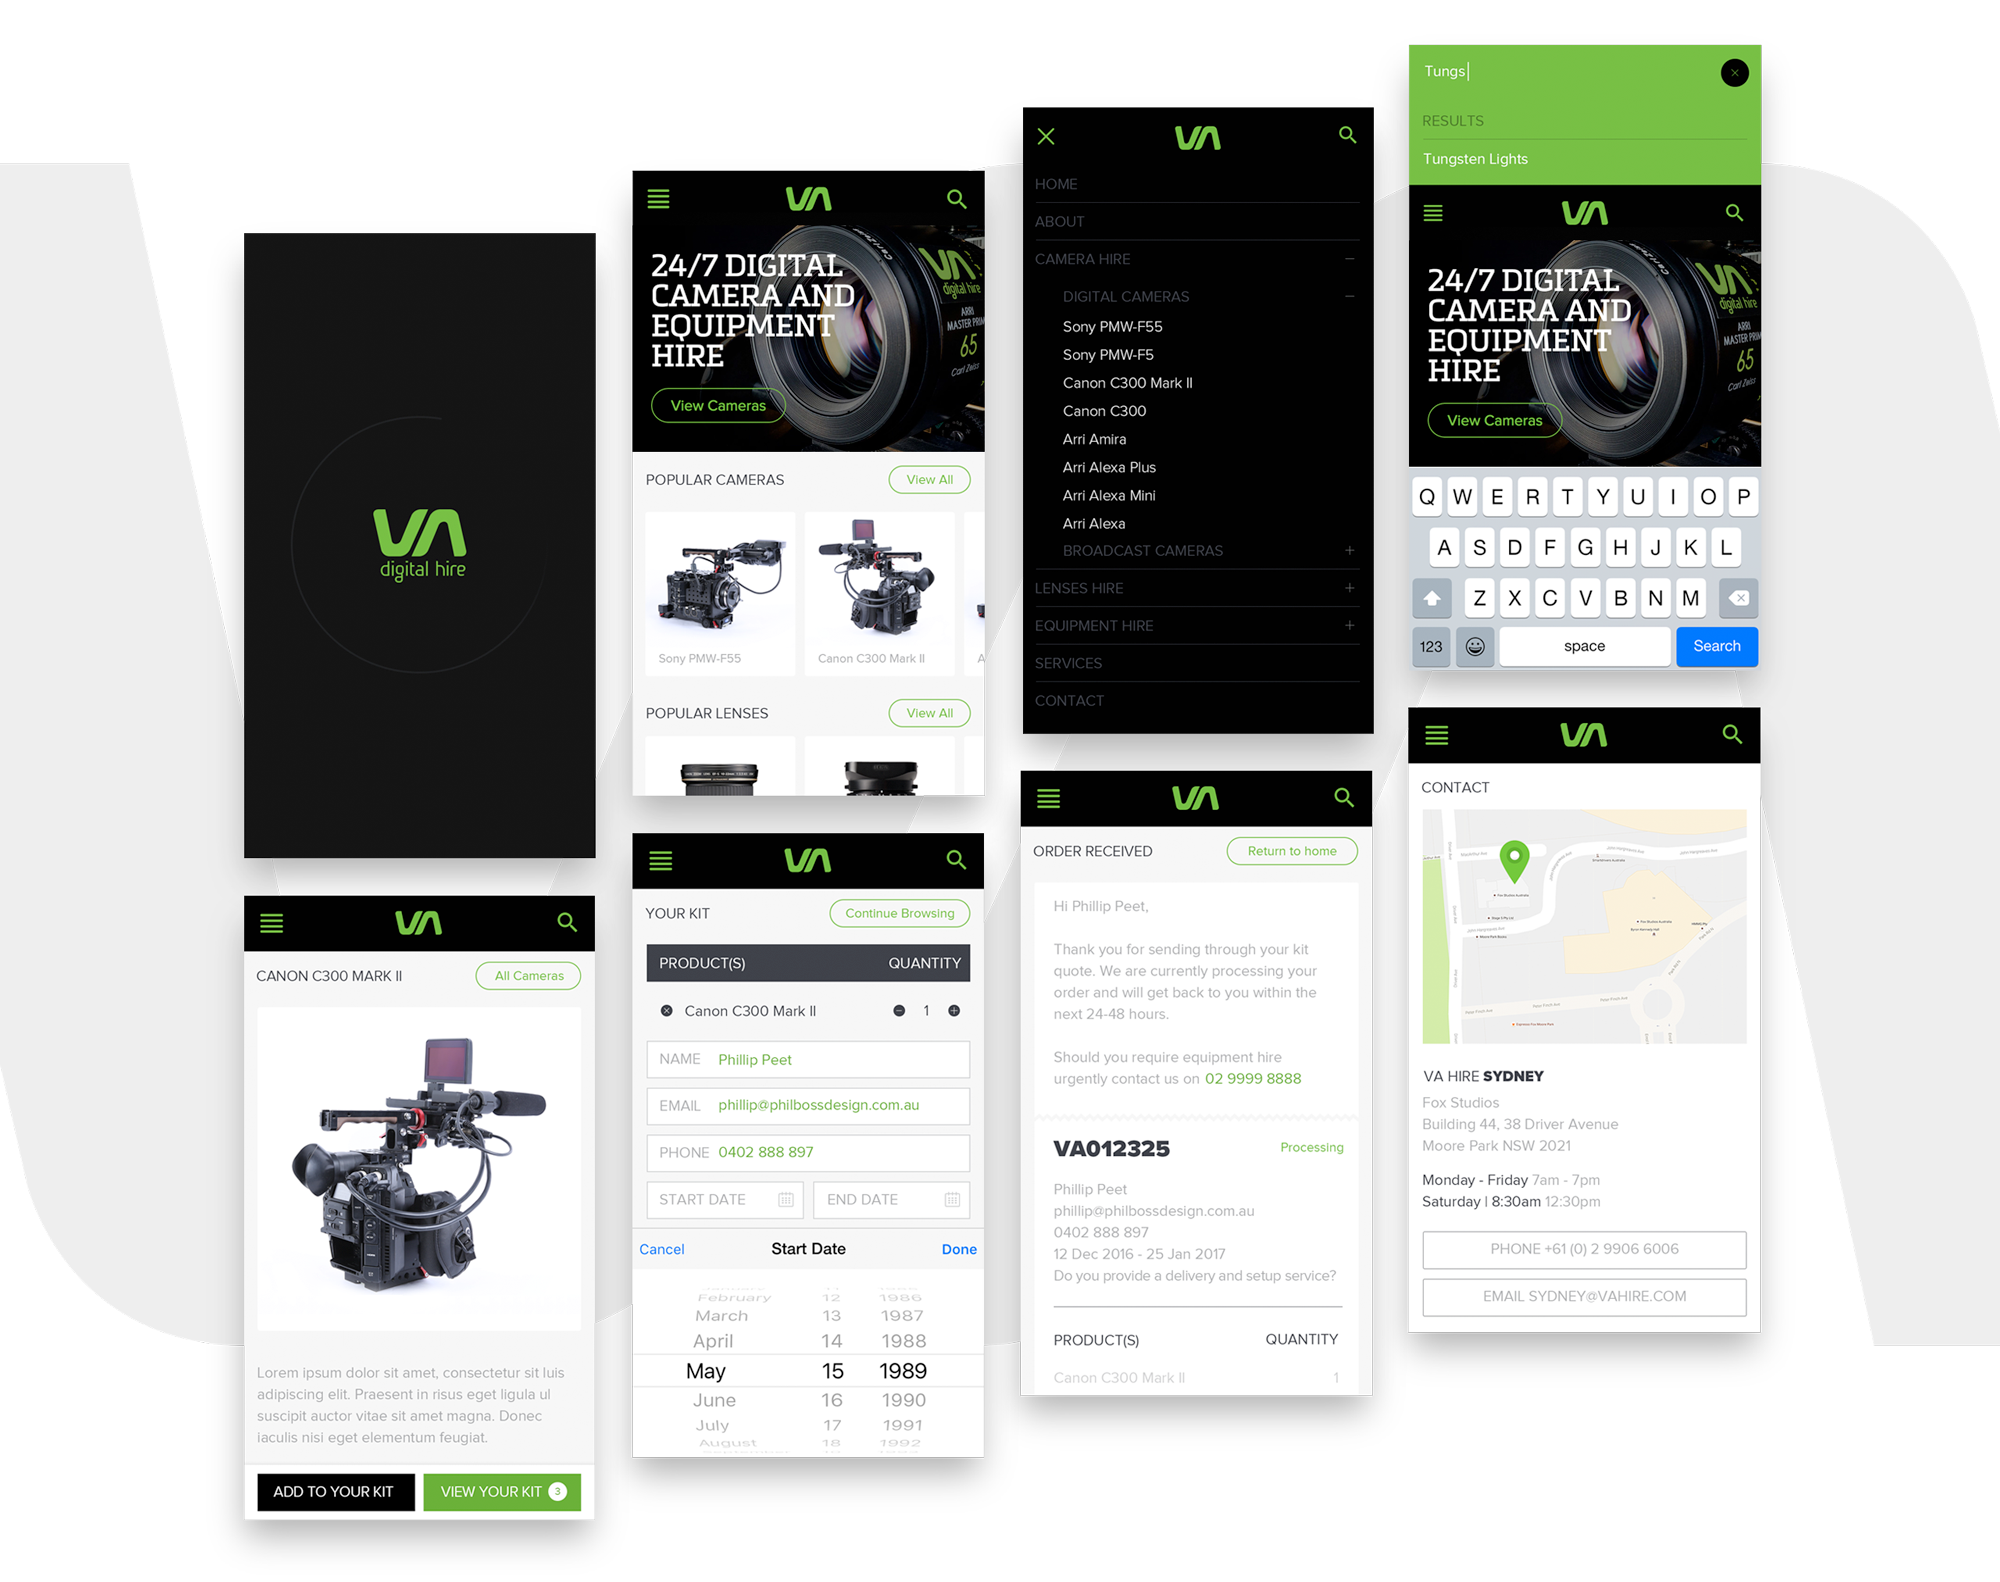 VA
digital hire
VA
24/7 DIGITAL
CAMERA AND
EQUIPMENT
HIRE
digital hire
ARRI
65
Carl Zeiss
View Cameras
POPULAR CAMERAS
View All
Sony PMW-F55
Canon C300 Mark II
A
POPULAR LENSES
View All
VA
HOME
ABOUT
CAMERA HIRE
DIGITAL CAMERAS
Sony PMW-F55
Sony PMW-F5
Canon C300 Mark II
Canon C300
Arri Amira
Arri Alexa Plus
Arri Alexa Mini
Arri Alexa
BROADCAST CAMERAS
LENSES HIRE
EQUIPMENT HIRE
SERVICES
CONTACT
Tungs
RESULTS
Tungsten Lights
VA
24/7 DIGITAL
CAMERA AND
EQUIPMENT
HIRE
digital hire
ARRI
65
Carl Zeiss
View Cameras
Q W E R T Y U I O P
A S D F G H J K L
Z X C V B N M
123 space Search
VA
CANON C300 MARK II
All Cameras
Lorem ipsum dolor sit amet, consectetur sit luis
adipiscing elit. Praesent in risus eget ligula ul
suscipit auctor vitae sit amet magna. Donec
iaculis nisi eget elementum feugiat.
ADD TO YOUR KIT
VIEW YOUR KIT 3
VA
YOUR KIT
Continue Browsing
PRODUCT(S) QUANTITY
Canon C300 Mark II 1
NAME Phillip Peet
EMAIL phillip@philbossdesign.com.au
PHONE 0402 888 897
START DATE END DATE
Cancel Start Date Done
February 12 1986
March 13 1987
April 14 1988
May 15 1989
June 16 1990
July 17 1991
August 18 1992
VA
ORDER RECEIVED
Return to home
Hi Phillip Peet,
Thank you for sending through your kit
quote. We are currently processing your
order and will get back to you within the
next 24-48 hours.
Should you require equipment hire
urgently contact us on 02 9999 8888
VA012325
Processing
Phillip Peet
phillip@philbossdesign.com.au
0402 888 897
12 Dec 2016 - 25 Jan 2017
Do you provide a delivery and setup service?
PRODUCT(S) QUANTITY
Canon C300 Mark II 1
VA
CONTACT
VA HIRE SYDNEY
Fox Studios
Building 44, 38 Driver Avenue
Moore Park NSW 2021
Monday - Friday 7am - 7pm
Saturday | 8:30am 12:30pm
PHONE +61 (0) 2 9906 6006
EMAIL SYDNEY@VAHIRE.COM